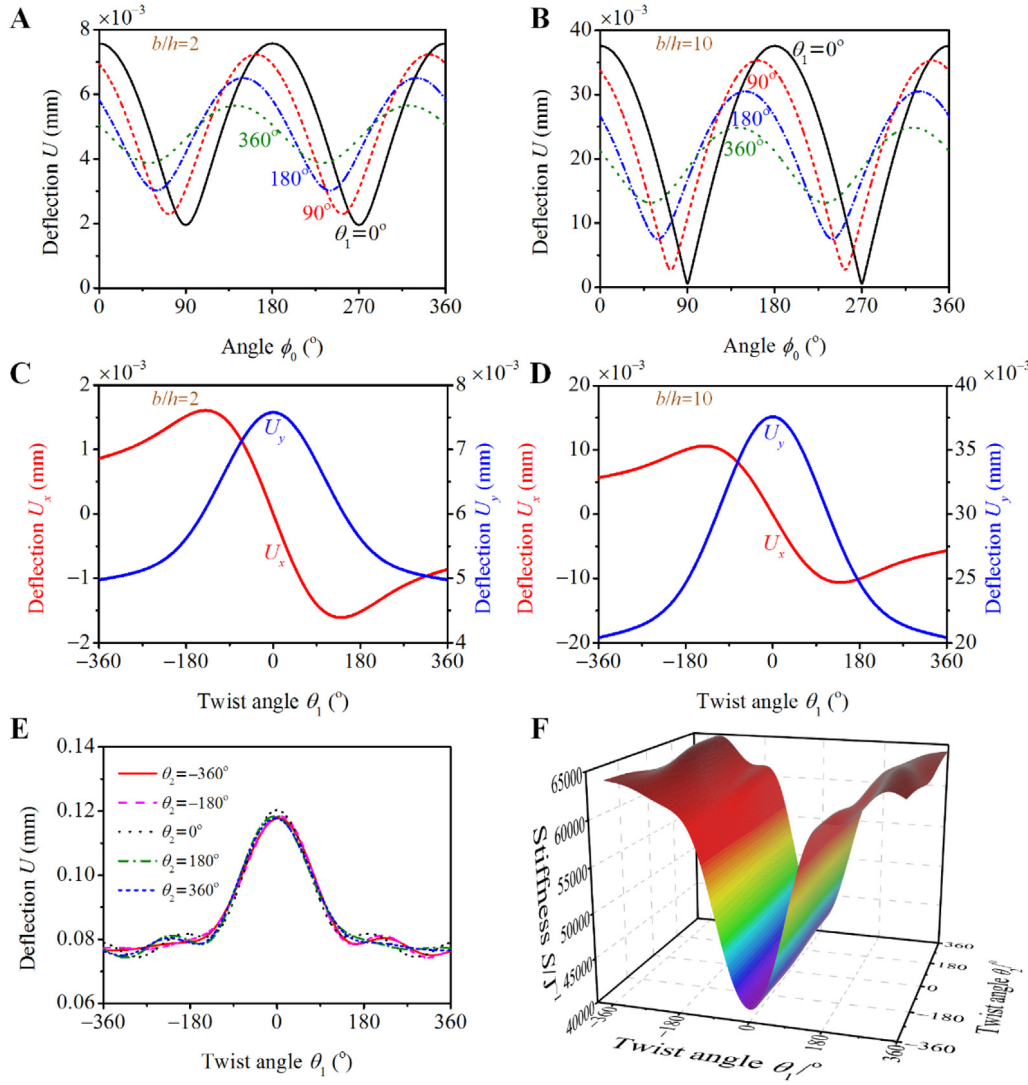 A
×10⁻³
b/h=2
8
6
4
2
0
Deflection U (mm)
θ₁=0°
90°
180°
360°
0 90 180 270 360
Angle ϕ₀ (°)
B
×10⁻³
b/h=10
40
30
20
10
0
Deflection U (mm)
θ₁=0°
90°
180°
360°
0 90 180 270 360
Angle ϕ₀ (°)
C
×10⁻³
×10⁻³
b/h=2
2
1
0
−1
−2
Deflection Uₓ (mm)
U_y
Uₓ
8
7
6
5
4
Deflection U_y (mm)
−360 −180 0 180 360
Twist angle θ₁ (°)
D
×10⁻³
×10⁻³
b/h=10
20
10
0
−10
−20
Deflection Uₓ (mm)
U_y
Uₓ
40
35
30
25
20
Deflection U_y (mm)
−360 −180 0 180 360
Twist angle θ₁ (°)
E
0.14
0.12
0.10
0.08
0.06
Deflection U (mm)
θ₂=−360°
θ₂=−180°
θ₂=0°
θ₂=180°
θ₂=360°
−360 −180 0 180 360
Twist angle θ₁ (°)
F
65000
60000
55000
50000
45000
40000
Stiffness S/
−360
−180
0
180
360
Twist angle θ₁/°
360
180
0
−180
−360
Twist angle